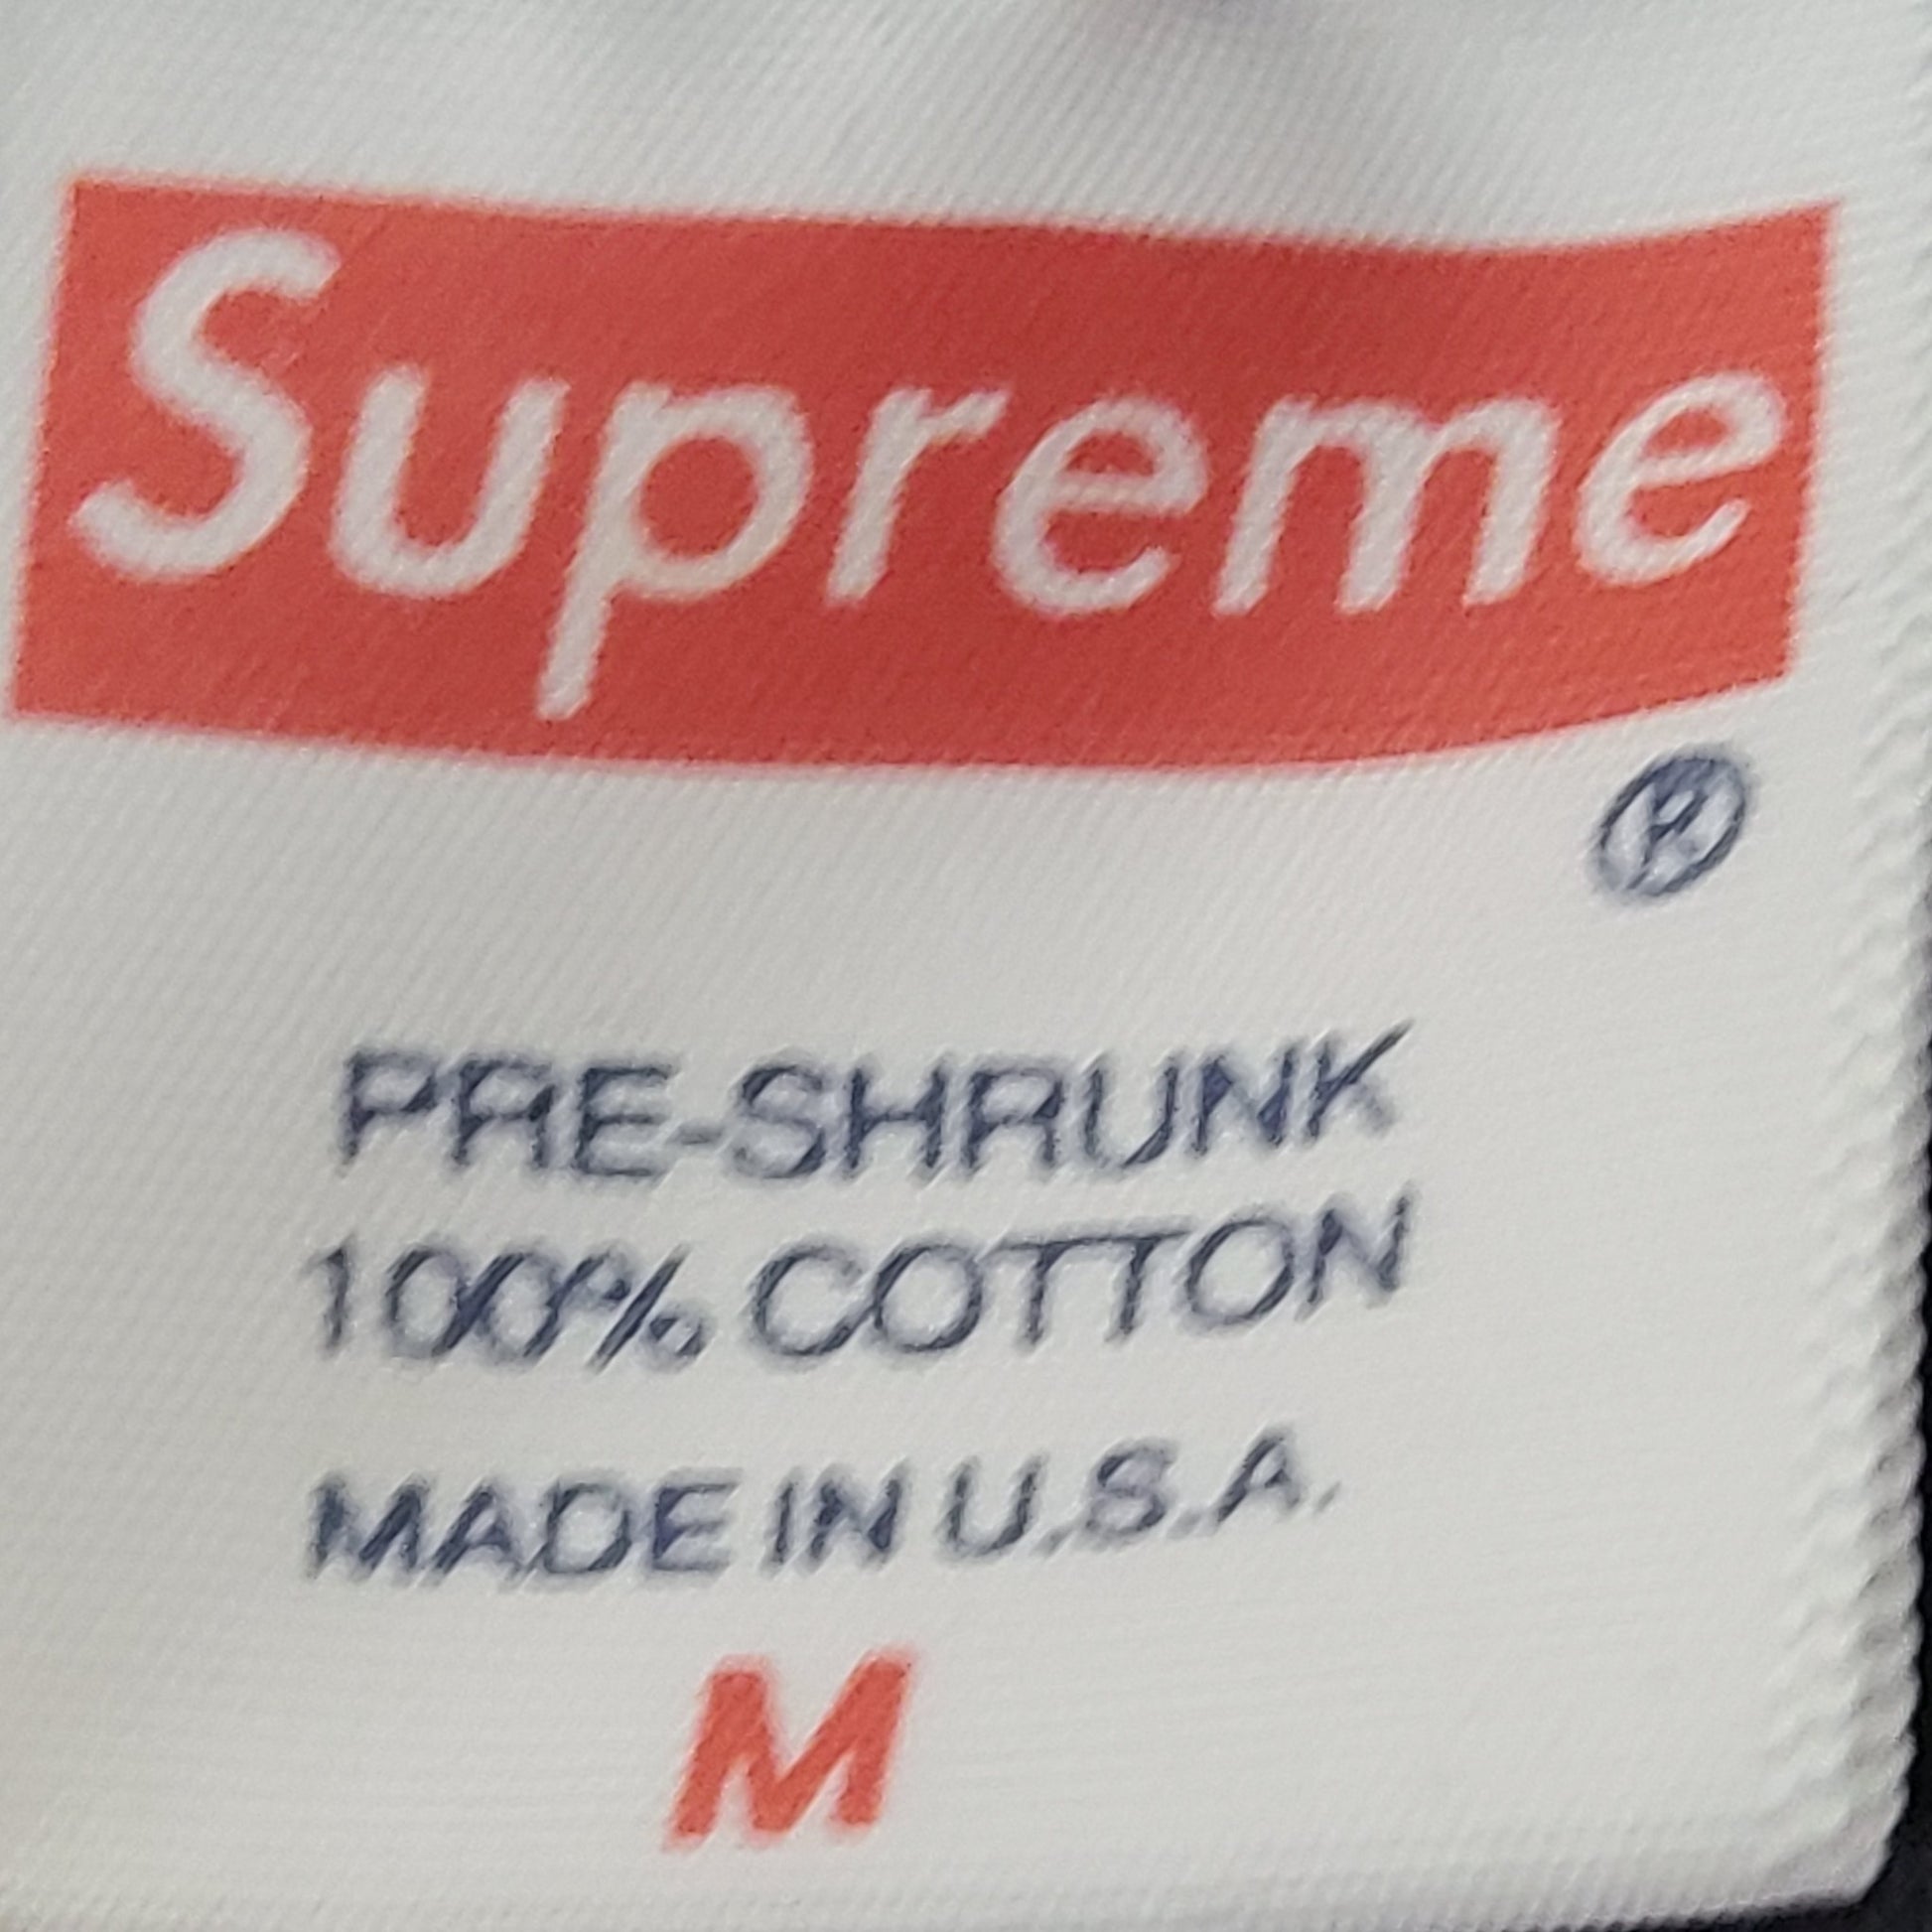 Supreme
®
PRE-SHRUNK
100% COTTON
MADE IN U.S.A.
M